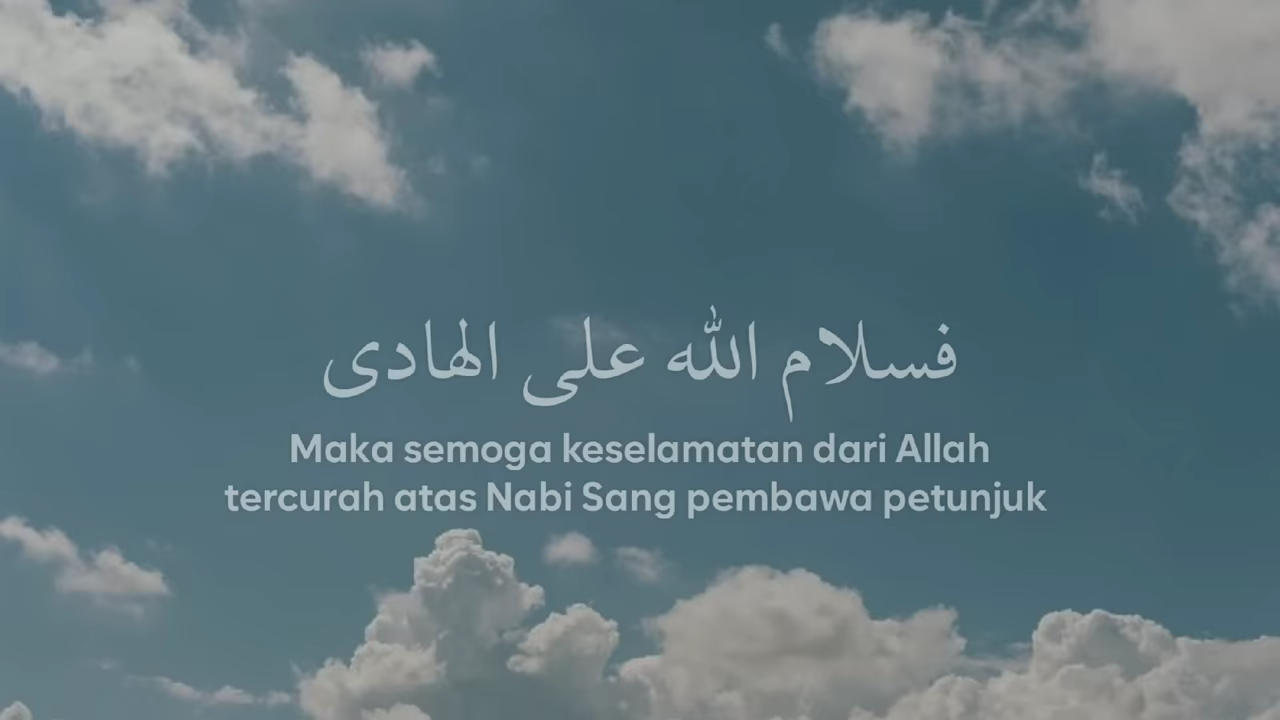 فسلام الله على الهادى
Maka semoga keselamatan dari Allah
tercurah atas Nabi Sang pembawa petunjuk